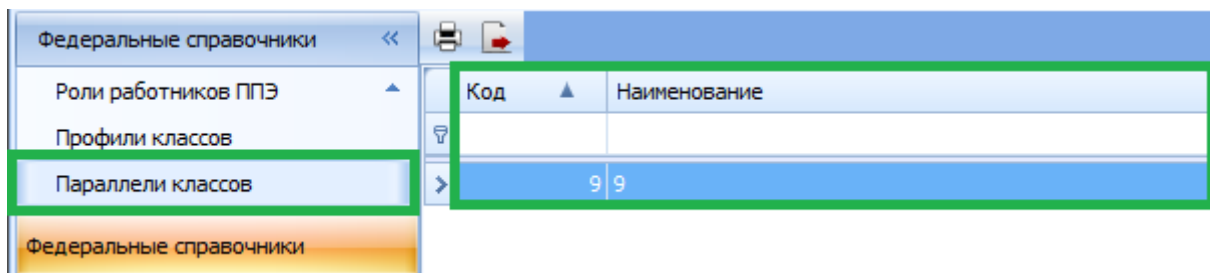 Федеральные справочники
Роли работников ППЭ
Профили классов
Параллели классов
Федеральные справочники
Код Наименование
9 9